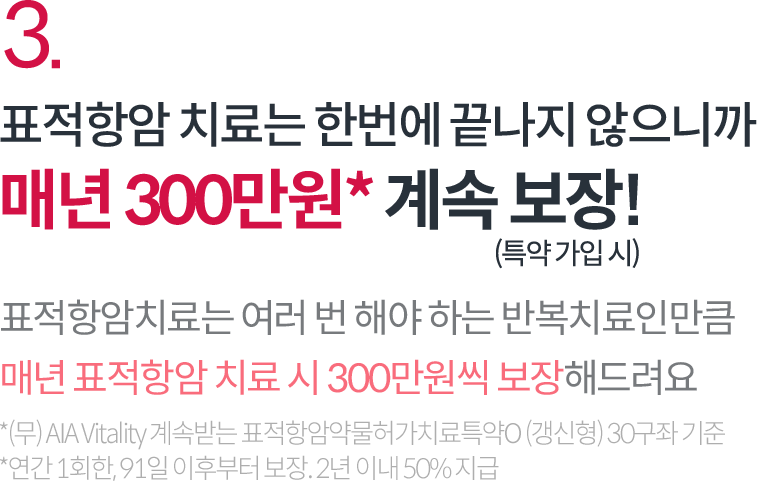 3.
표적항암 치료는 한번에 끝나지 않으니까
매년 300만원* 계속 보장!
(특약 가입 시)
표적항암치료는 여러 번 해야 하는 반복치료인만큼
매년 표적항암 치료 시 300만원씩 보장해드려요
*(무) AIA Vitality 계속받는 표적항암약물허가치료특약O (갱신형) 30구좌 기준
*연간 1회한, 91일 이후부터 보장. 2년 이내 50% 지급